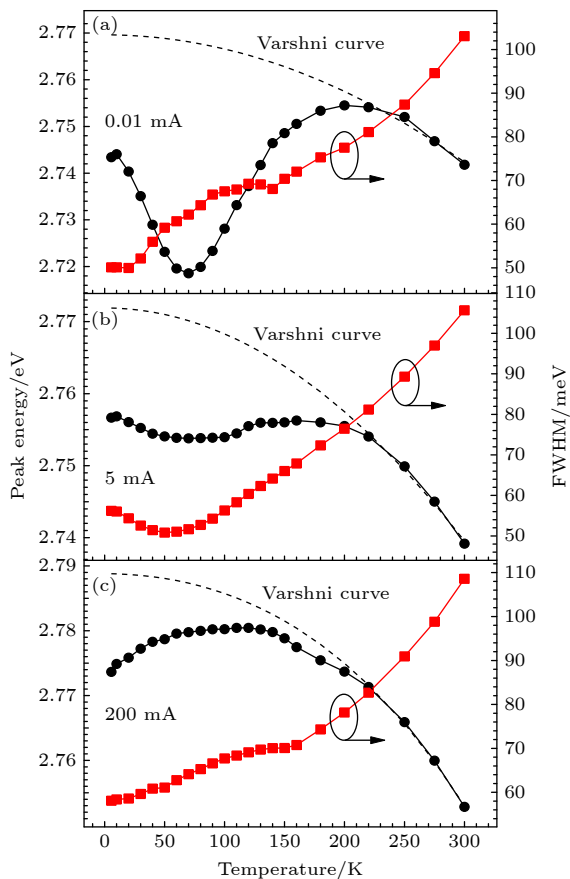 (a)
Varshni curve
0.01 mA
2.77
2.76
2.75
2.74
2.73
2.72
100
90
80
70
60
50
(b)
Varshni curve
5 mA
2.77
2.76
2.75
2.74
110
100
90
80
70
60
50
Peak energy/eV
FWHM/meV
(c)
Varshni curve
200 mA
2.79
2.78
2.77
2.76
110
100
90
80
70
60
0 50 100 150 200 250 300
Temperature/K